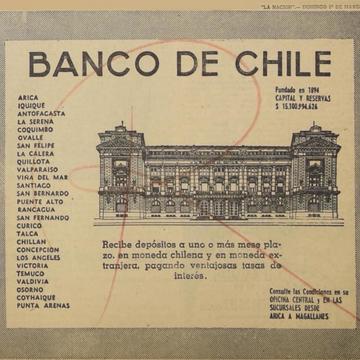 "LA NACION".— DOMINGO 1º DE
BANCO DE CHILE
Fundado en 1894
CAPITAL Y RESERVAS
$ 15.100.994.626
ARICA
IQUIQUE
ANTOFAGASTA
LA SERENA
COQUIMBO
OVALLE
SAN FELIPE
LA CALERA
QUILLOTA
VALPARAISO
VIÑA DEL MAR
SANTIAGO
SAN BERNARDO
PUENTE ALTO
RANCAGUA
SAN FERNANDO
CURICO
TALCA
CHILLAN
CONCEPCION
LOS ANGELES
VICTORIA
TEMUCO
VALDIVIA
OSORNO
COYHAIQUE
PUNTA ARENAS
Recibe depósitos a uno o más mese pla-
zo. en moneda chilena y en moneda ex-
tranjera, pagando ventajosas tasas de
interés.
Consulte las Condiciones en su
OFICINA CENTRAL y EN LAS
SUCURSALES DESDE
ARICA A MAGALLANES